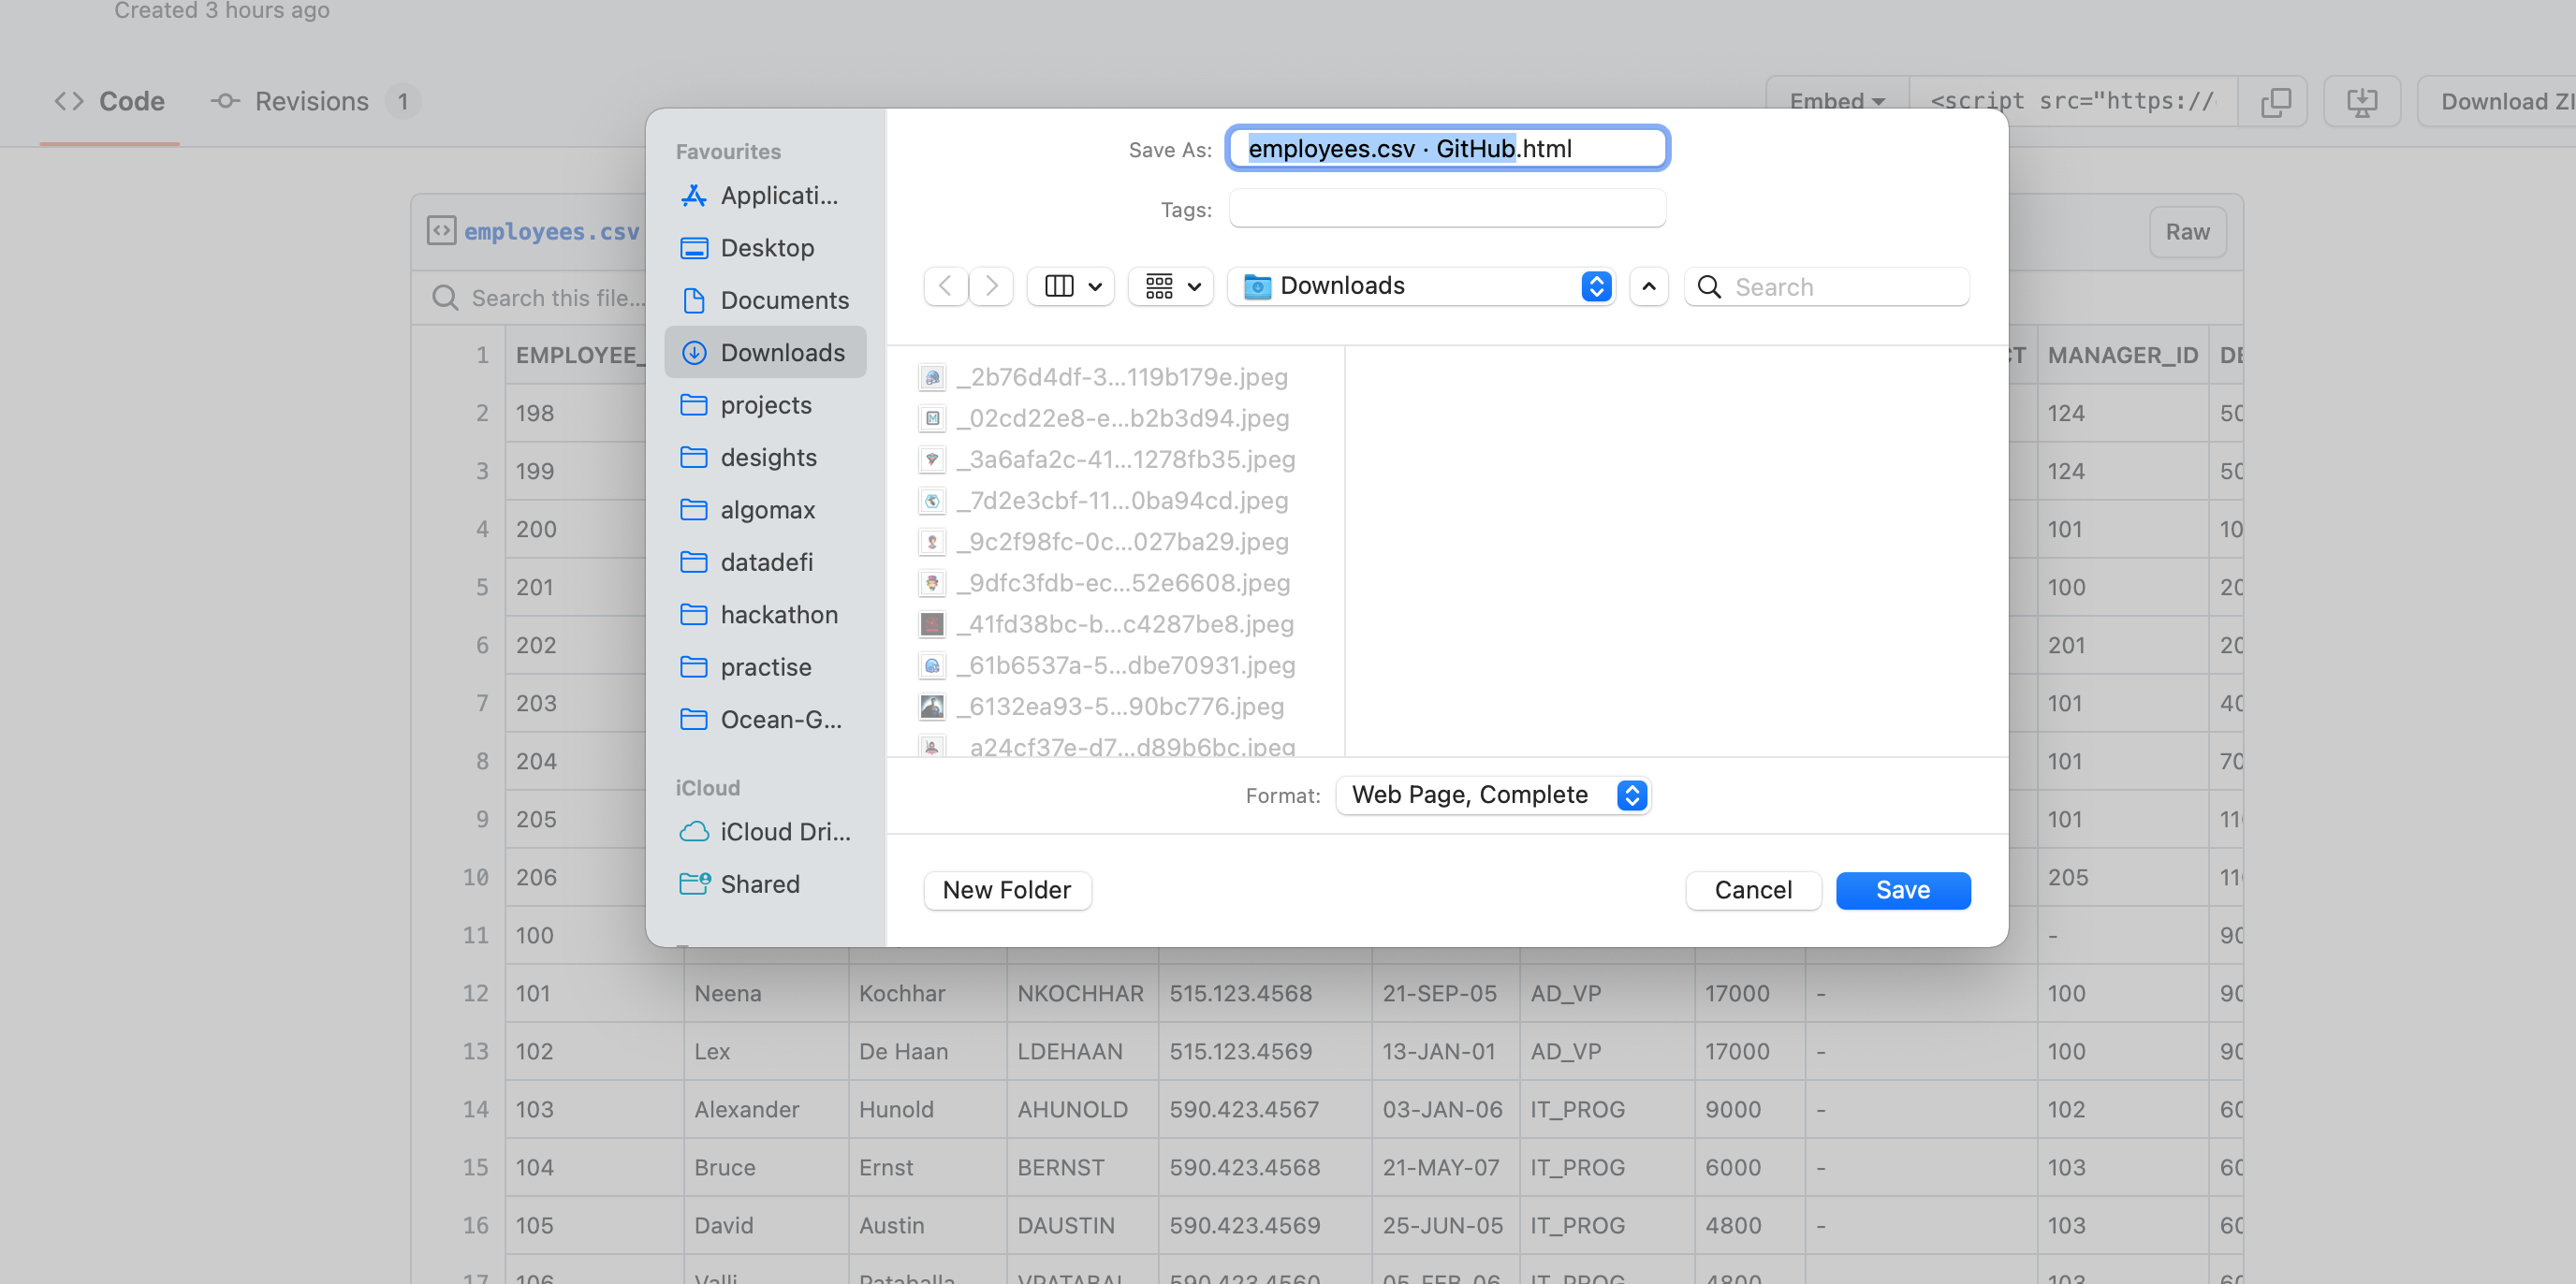 Created 3 hours ago
Code Revisions 1
Embed <script src="https://
Download ZI
employees.csv
Raw
Search this file...
Favourites
Applicati...
Desktop
Documents
Downloads
projects
desights
algomax
datadefi
hackathon
practise
Ocean-G...
iCloud
iCloud Dri...
Shared
Save As: employees.csv · GitHub.html
Tags:
Downloads
Search
_2b76d4df-3...119b179e.jpeg
_02cd22e8-e...b2b3d94.jpeg
_3a6afa2c-41...1278fb35.jpeg
_7d2e3cbf-11...0ba94cd.jpeg
_9c2f98fc-0c...027ba29.jpeg
_9dfc3fdb-ec...52e6608.jpeg
_41fd38bc-b...c4287be8.jpeg
_61b6537a-5...dbe70931.jpeg
_6132ea93-5...90bc776.jpeg
_a24cf37e-d7...d89b6bc.jpeg
Format: Web Page, Complete
New Folder
Cancel
Save
1 EMPLOYEE_ CT MANAGER_ID DE
2 198 124 50
3 199 124 50
4 200 101 10
5 201 100 20
6 202 201 20
7 203 101 40
8 204 101 70
9 205 101 11
10 206 205 11
11 100 - 90
12 101 Neena Kochhar NKOCHHAR 515.123.4568 21-SEP-05 AD_VP 17000 - 100 90
13 102 Lex De Haan LDEHAAN 515.123.4569 13-JAN-01 AD_VP 17000 - 100 90
14 103 Alexander Hunold AHUNOLD 590.423.4567 03-JAN-06 IT_PROG 9000 - 102 60
15 104 Bruce Ernst BERNST 590.423.4568 21-MAY-07 IT_PROG 6000 - 103 60
16 105 David Austin DAUSTIN 590.423.4569 25-JUN-05 IT_PROG 4800 - 103 60
17 106 Valli Pataballa VPATABAL 590.423.4560 05-FEB-06 IT_PROG 4800 103 60